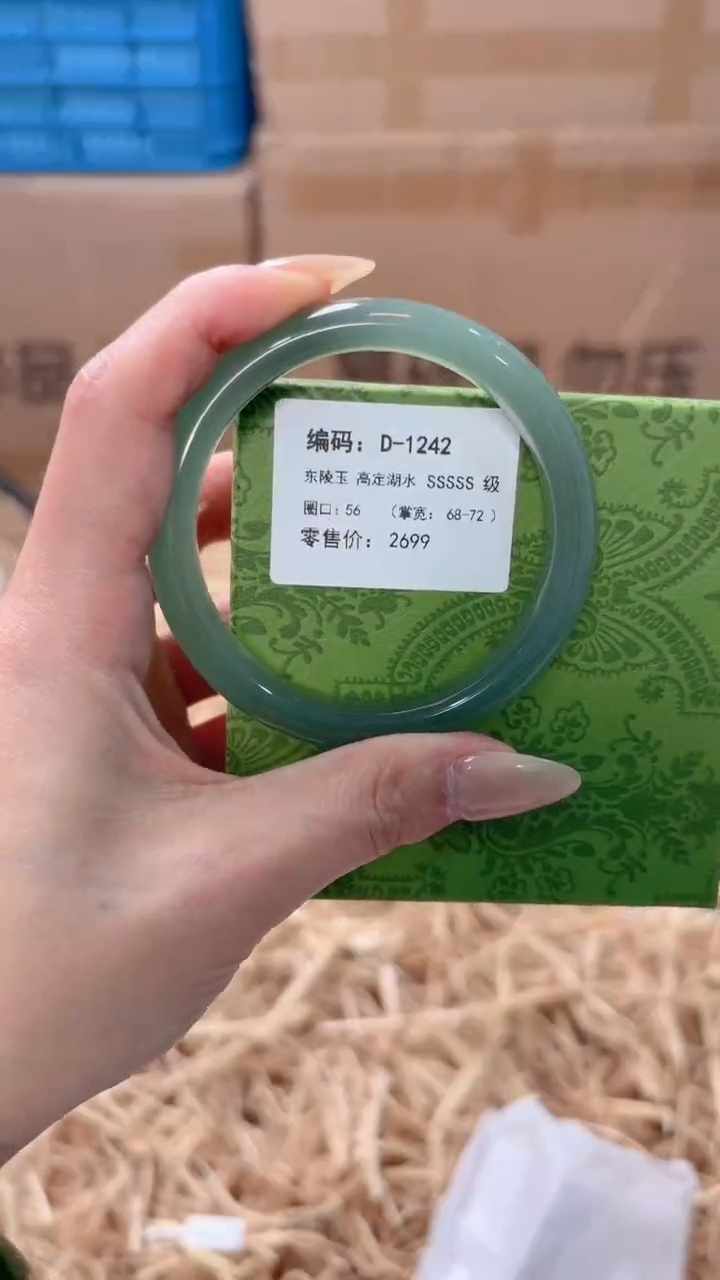 编码：D-1242
东陵玉 高定湖水 SSSSS 级
圈口：56 （掌宽： 68-72 ）
零售价： 2699